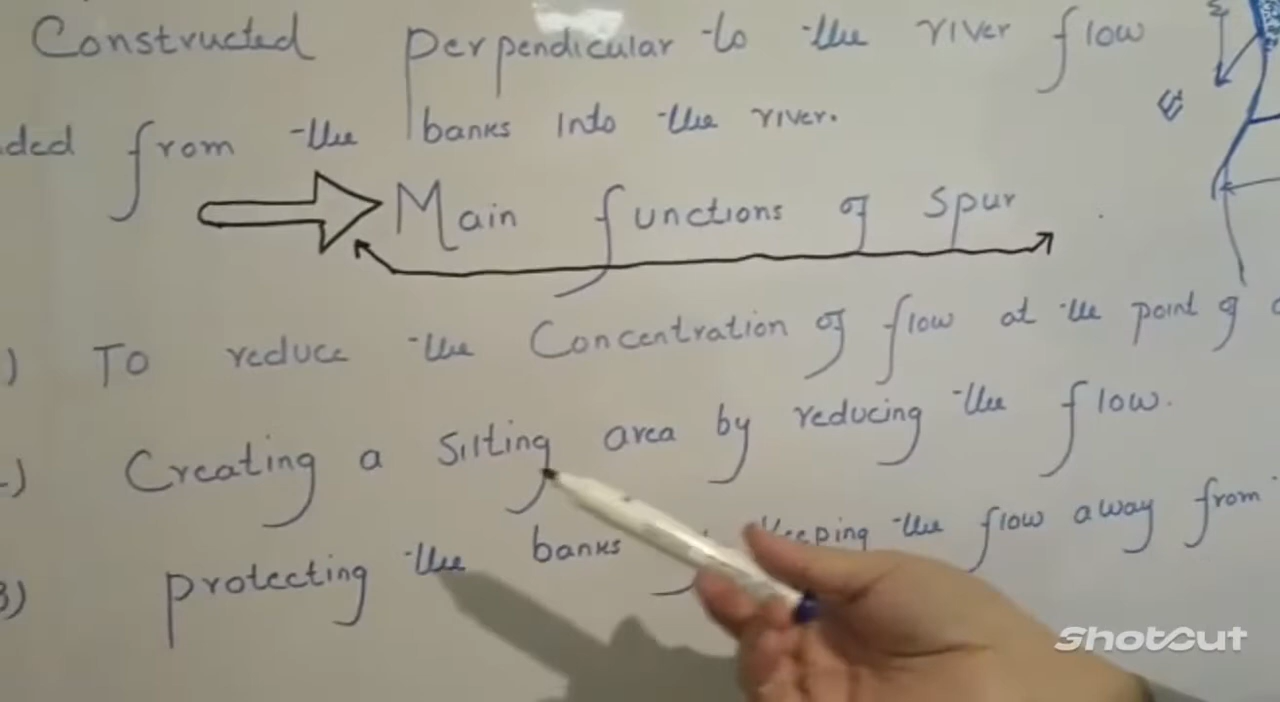 Constructed perpendicular to the river flow
from the banks into the river.
Main functions of spur
) To reduce the Concentration of flow at the point of
) Creating a silting area by reducing the flow.
3) protecting the banks keeping the flow away from
E
ShotCut